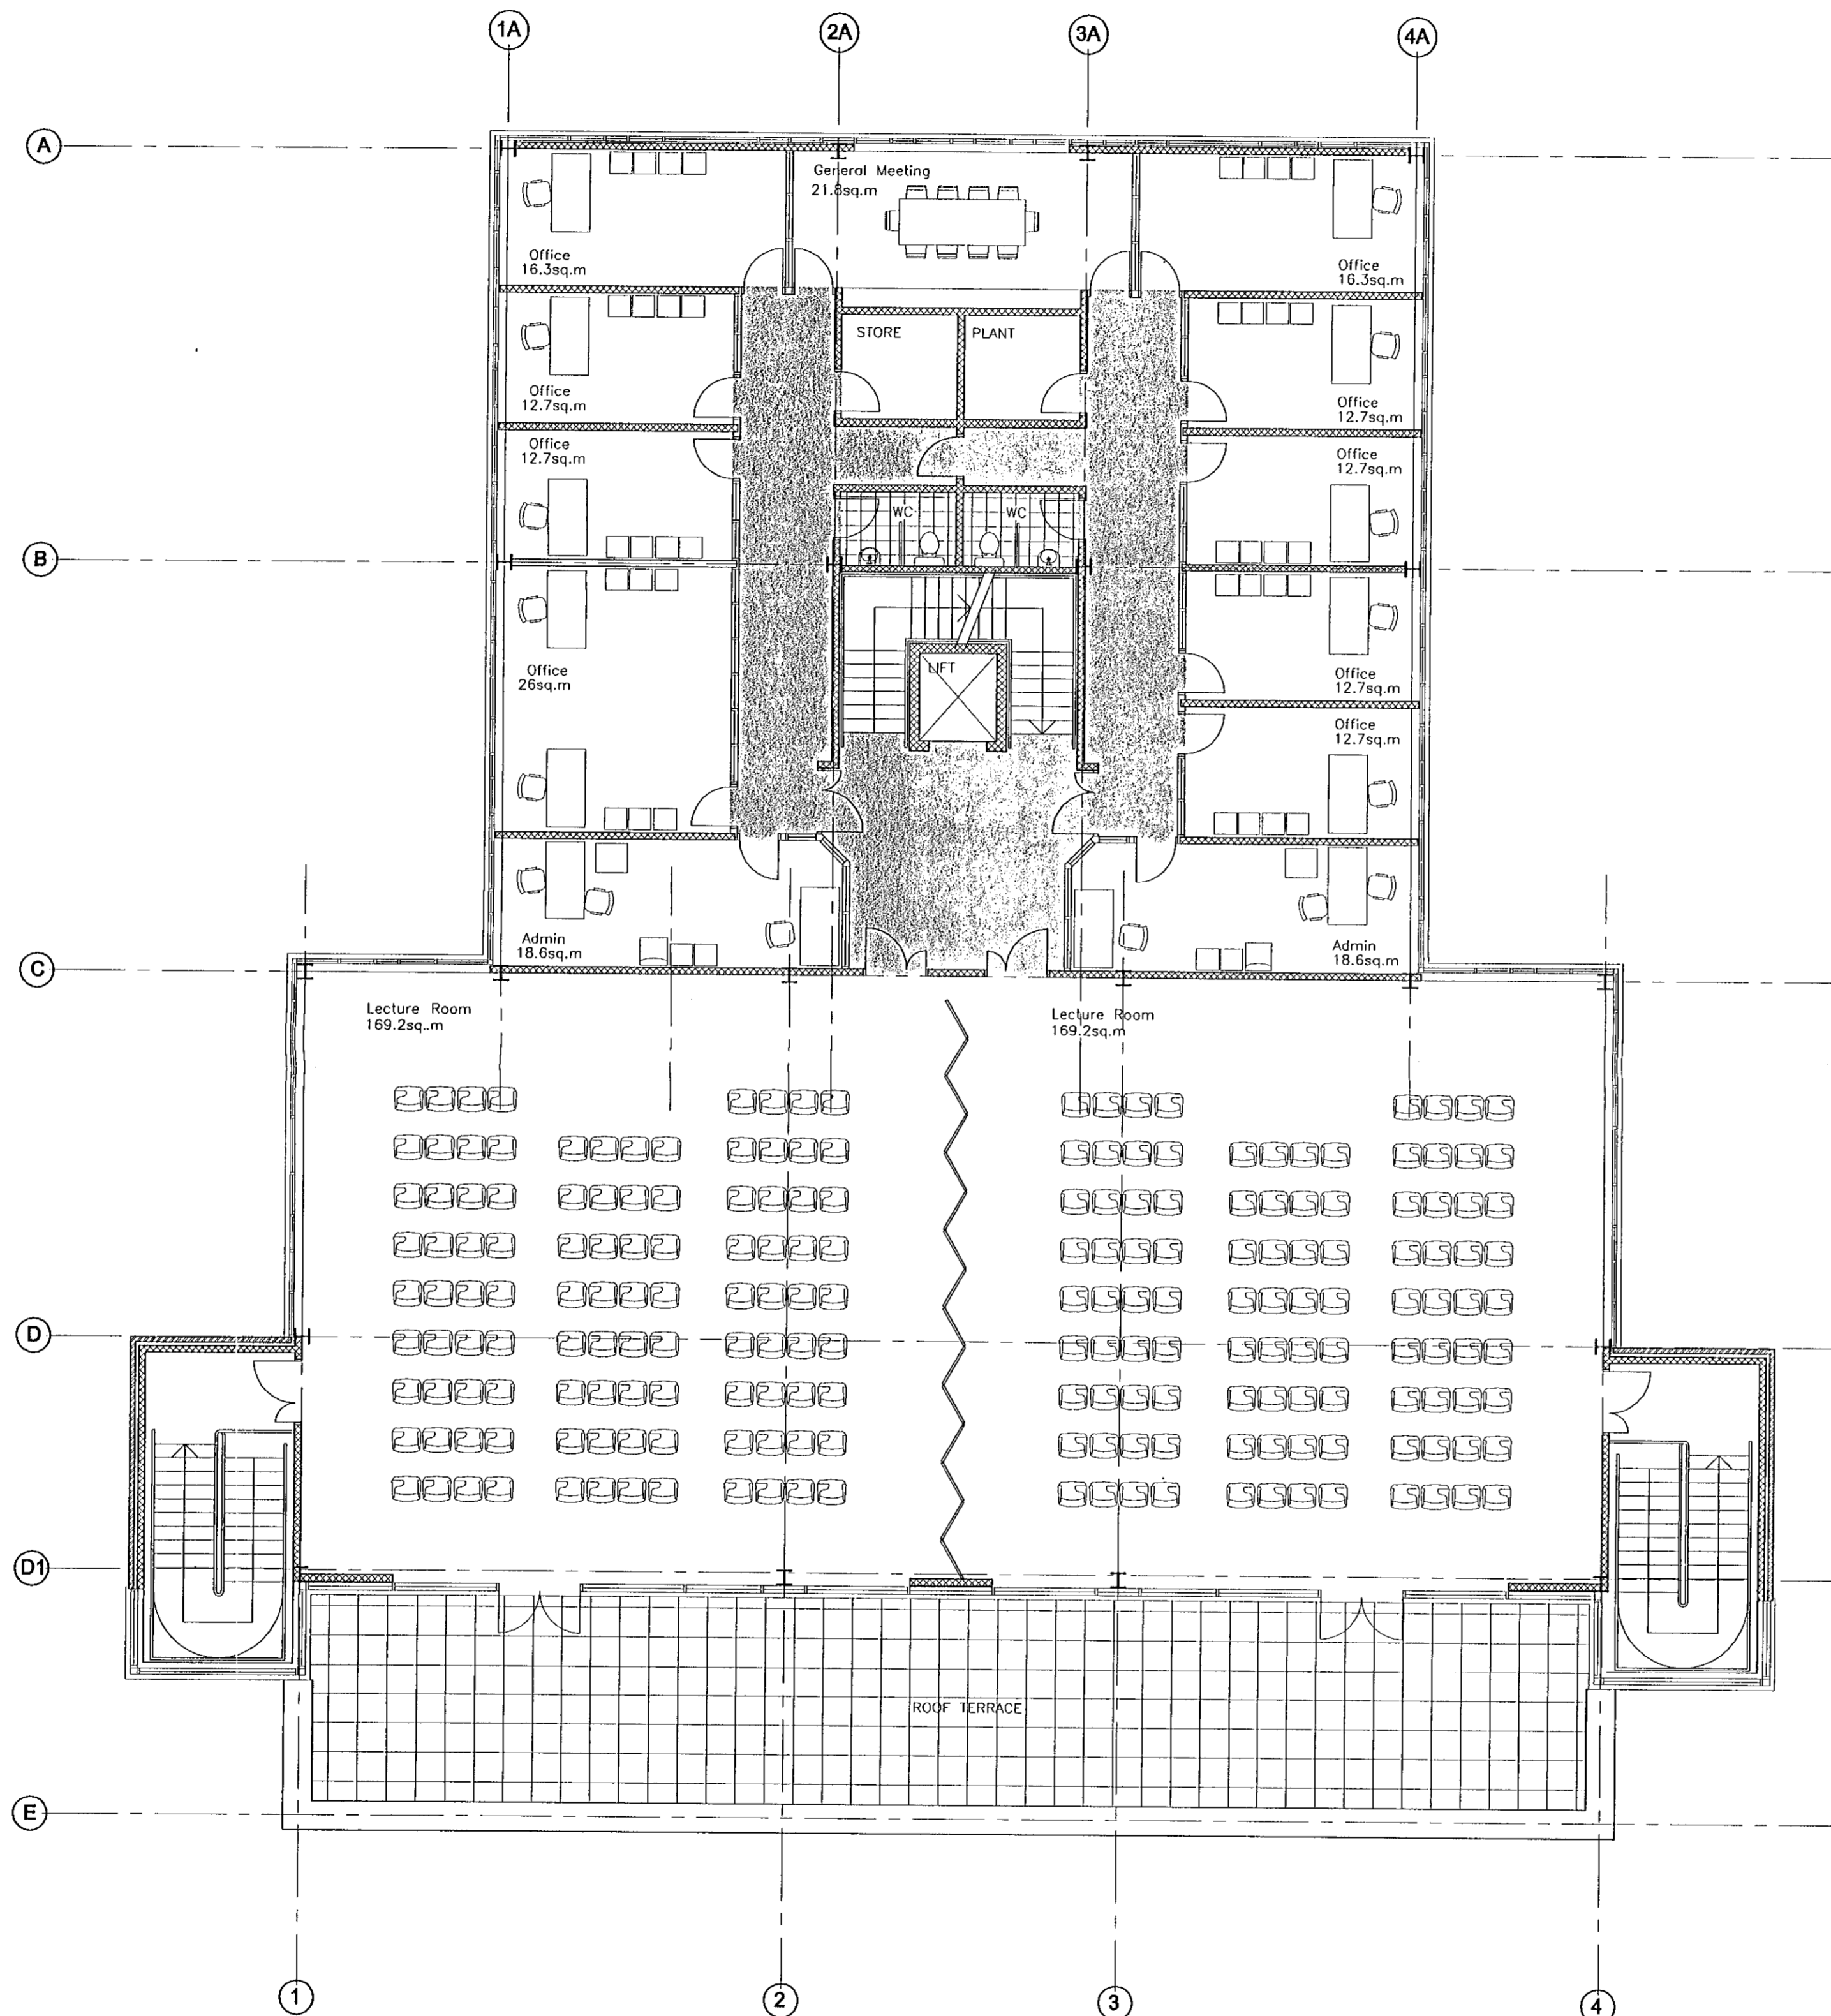 1A
2A
3A
4A
A
General Meeting
21.8sq.m
Office
16.3sq.m
Office
16.3sq.m
STORE
PLANT
Office
12.7sq.m
Office
12.7sq.m
Office
12.7sq.m
Office
12.7sq.m
WC
WC
B
LIFT
Office
26sq.m
Office
12.7sq.m
Office
12.7sq.m
Admin
18.6sq.m
Admin
18.6sq.m
C
Lecture Room
169.2sq..m
Lecture Room
169.2sq.m
D
D1
ROOF TERRACE
E
1
2
3
4